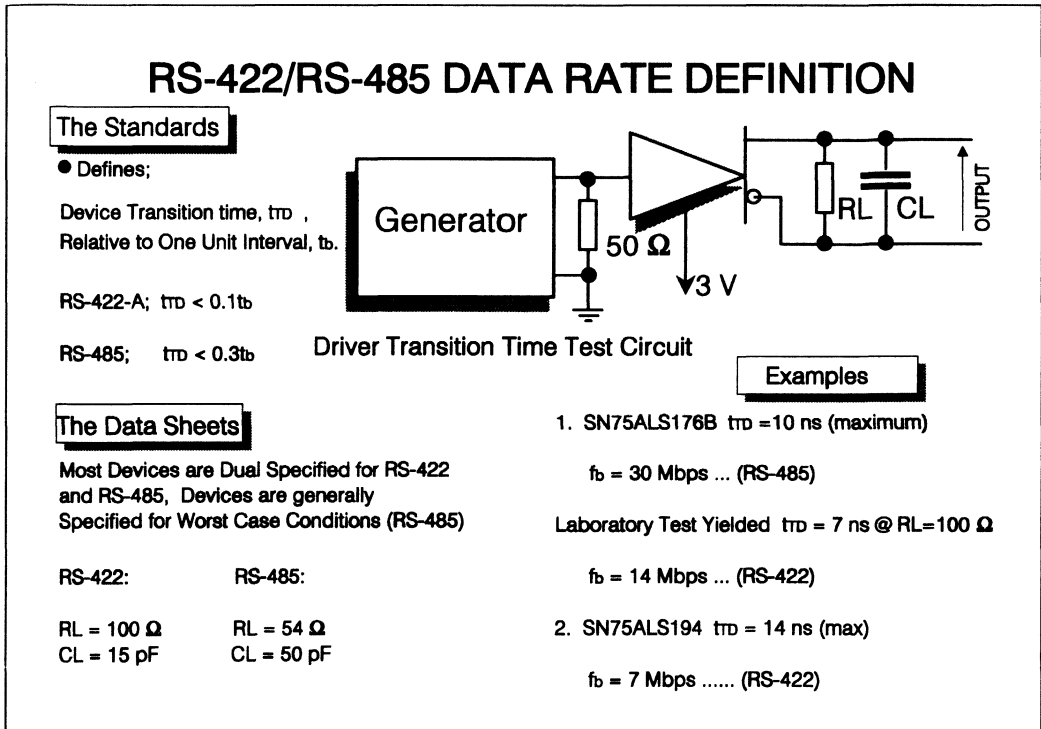 RS-422/RS-485 DATA RATE DEFINITION
The Standards
● Defines;
Device Transition time, tTD ,
Relative to One Unit Interval, tb.
RS-422-A; tTD < 0.1tb
RS-485; tTD < 0.3tb
Generator
50 Ω
3 V
RL
CL
OUTPUT
Driver Transition Time Test Circuit
The Data Sheets
Most Devices are Dual Specified for RS-422
and RS-485, Devices are generally
Specified for Worst Case Conditions (RS-485)
RS-422: RS-485:
RL = 100 Ω RL = 54 Ω
CL = 15 pF CL = 50 pF
Examples
1. SN75ALS176B tTD =10 ns (maximum)
fb = 30 Mbps ... (RS-485)
Laboratory Test Yielded tTD = 7 ns @ RL=100 Ω
fb = 14 Mbps ... (RS-422)
2. SN75ALS194 tTD = 14 ns (max)
fb = 7 Mbps ...... (RS-422)